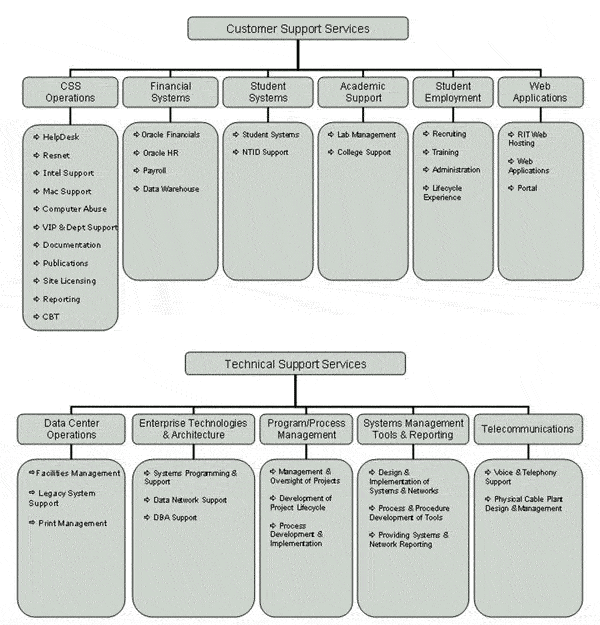 Customer Support Services
CSS
Operations
Financial
Systems
Student
Systems
Academic
Support
Student
Employment
Web
Applications
HelpDesk
Resnet
Intel Support
Mac Support
Computer Abuse
VIP & Dept Support
Documentation
Publications
Site Licensing
Reporting
CBT
Oracle Financials
Oracle HR
Payroll
Data Warehouse
Student Systems
NTID Support
Lab Management
College Support
Recruiting
Training
Administration
Lifecycle
Experience
RIT Web
Hosting
Web
Applications
Portal
Technical Support Services
Data Center
Operations
Enterprise Technologies
& Architecture
Program/Process
Management
Systems Management
Tools & Reporting
Telecommunications
Facilities Management
Legacy System
Support
Print Management
Systems Programming &
Support
Data Network Support
DBA Support
Management &
Oversight of Projects
Development of
Project Lifecycle
Process
Development &
Implementation
Design &
Implementation of
Systems & Networks
Process & Procedure
Development of Tools
Providing Systems &
Network Reporting
Voice & Telephony
Support
Physical Cable Plant
Design & Management